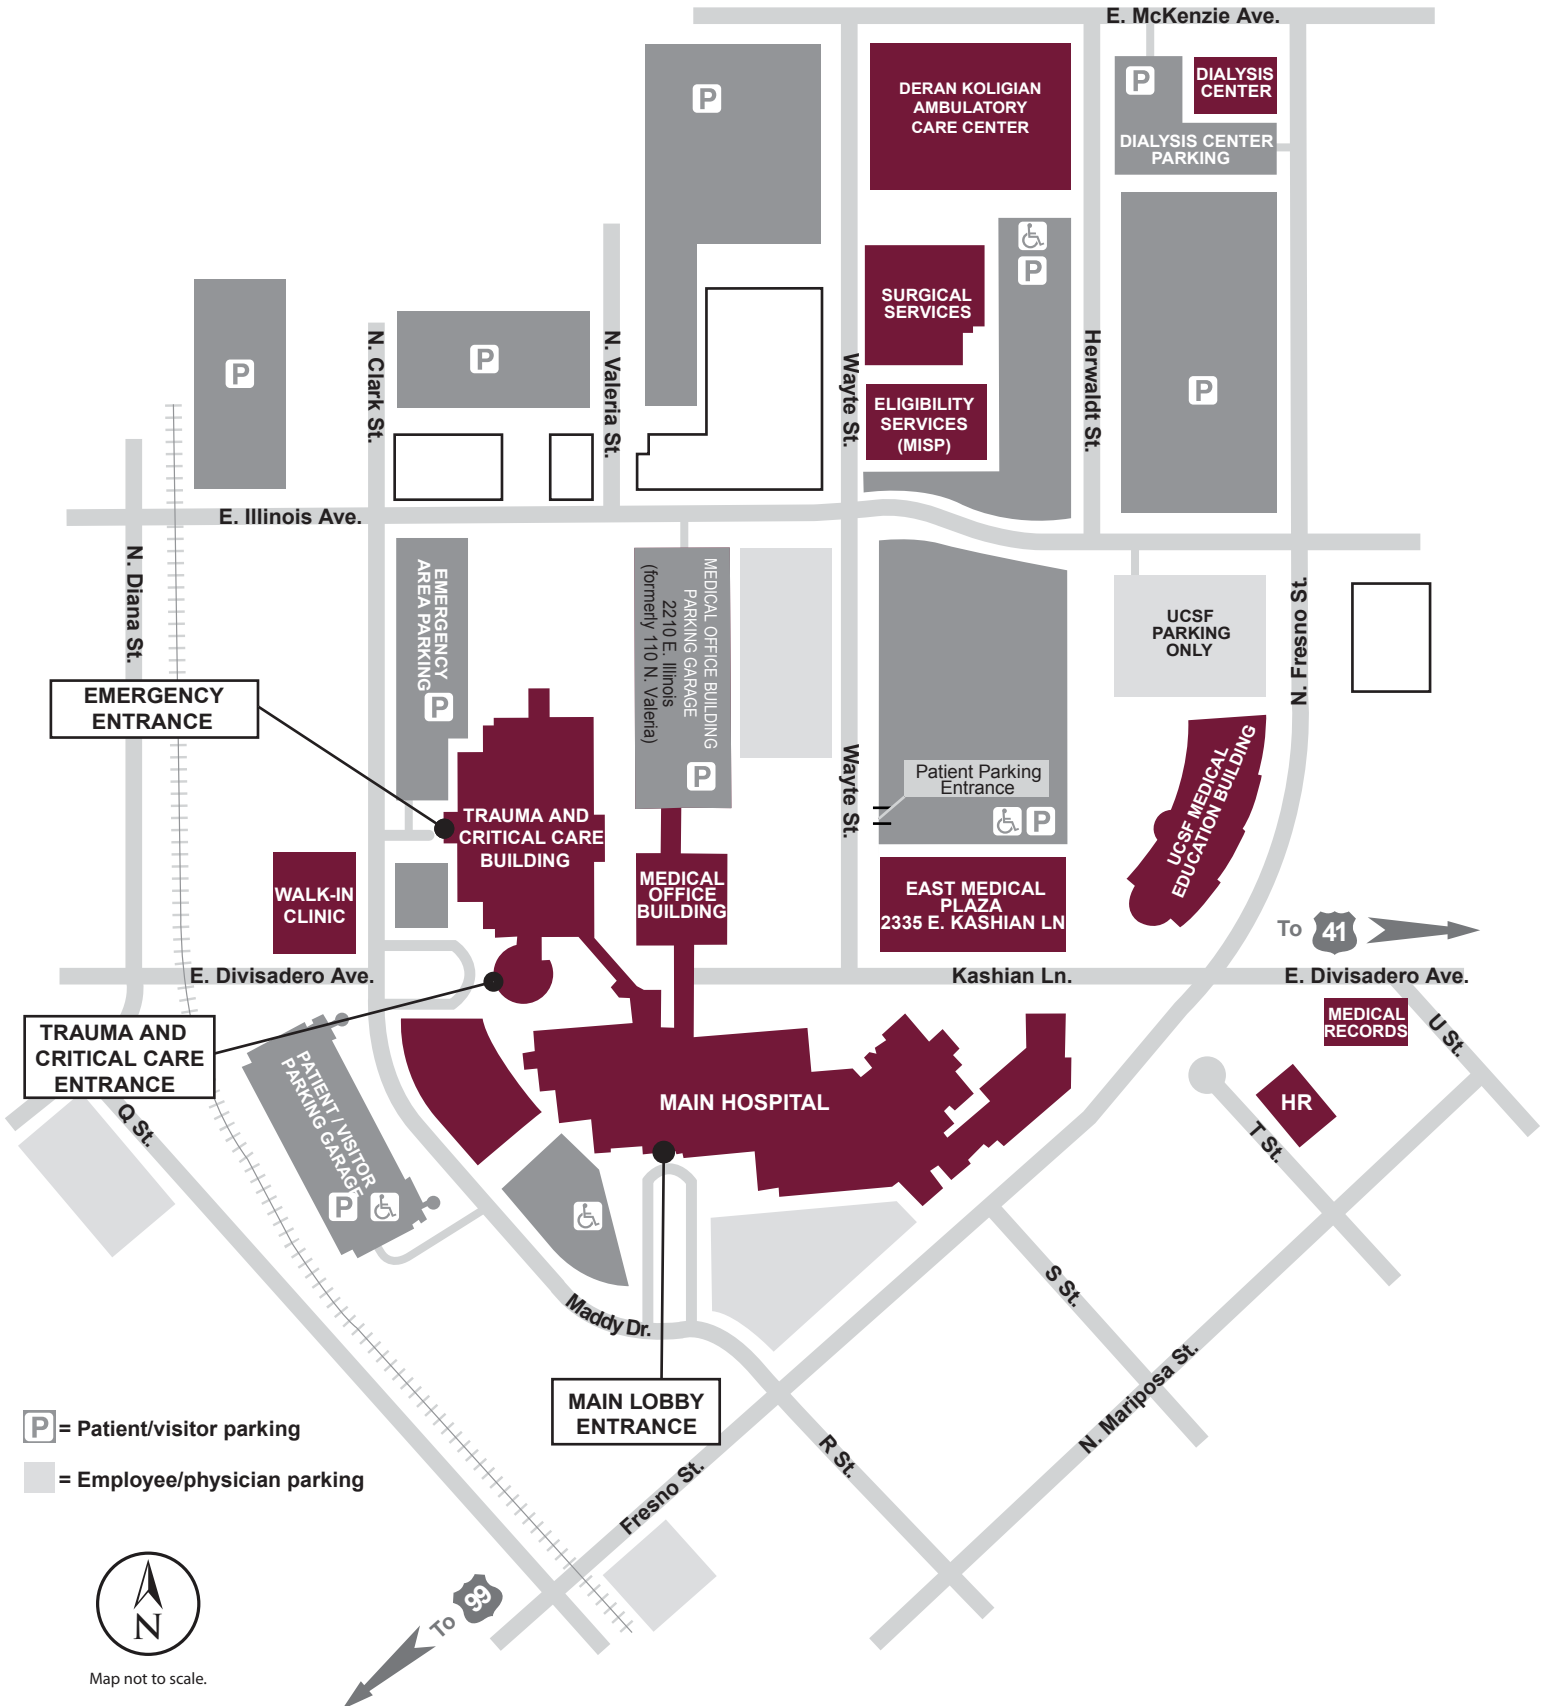 E. McKenzie Ave.
P
DERAN KOLIGIAN
AMBULATORY
CARE CENTER
P
DIALYSIS
CENTER
DIALYSIS CENTER
PARKING
P
SURGICAL
SERVICES
P
N. Clark St.
P
N. Valeria St.
Wayte St.
Herwaldt St.
P
ELIGIBILITY
SERVICES
(MISP)
E. Illinois Ave.
N. Diana St.
EMERGENCY
AREA PARKING
P
MEDICAL OFFICE BUILDING
PARKING GARAGE
2210 E. Illinois
(formerly 110 N. Valeria)
P
UCSF
PARKING
ONLY
N. Fresno St.
EMERGENCY
ENTRANCE
Wayte St.
Patient Parking
Entrance
P
UCSF MEDICAL
EDUCATION BUILDING
TRAUMA AND
CRITICAL CARE
BUILDING
WALK-IN
CLINIC
MEDICAL
OFFICE
BUILDING
EAST MEDICAL
PLAZA
2335 E. KASHIAN LN
To 41
E. Divisadero Ave.
Kashian Ln.
E. Divisadero Ave.
TRAUMA AND
CRITICAL CARE
ENTRANCE
MEDICAL
RECORDS
U St.
PATIENT / VISITOR
PARKING GARAGE
P
MAIN HOSPITAL
HR
T St.
Q St.
S St.
Maddy Dr.
N. Mariposa St.
MAIN LOBBY
ENTRANCE
R St.
Fresno St.
P = Patient/visitor parking
= Employee/physician parking
N
Map not to scale.
To 99